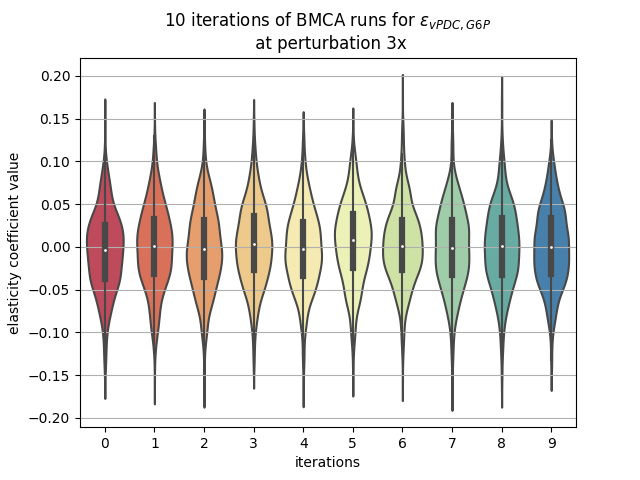 10 iterations of BMCA runs for ε_{vPDC, G6P}
at perturbation 3x
0.20
0.15
0.10
0.05
0.00
−0.05
−0.10
−0.15
−0.20
elasticity coefficient value
0 1 2 3 4 5 6 7 8 9
iterations